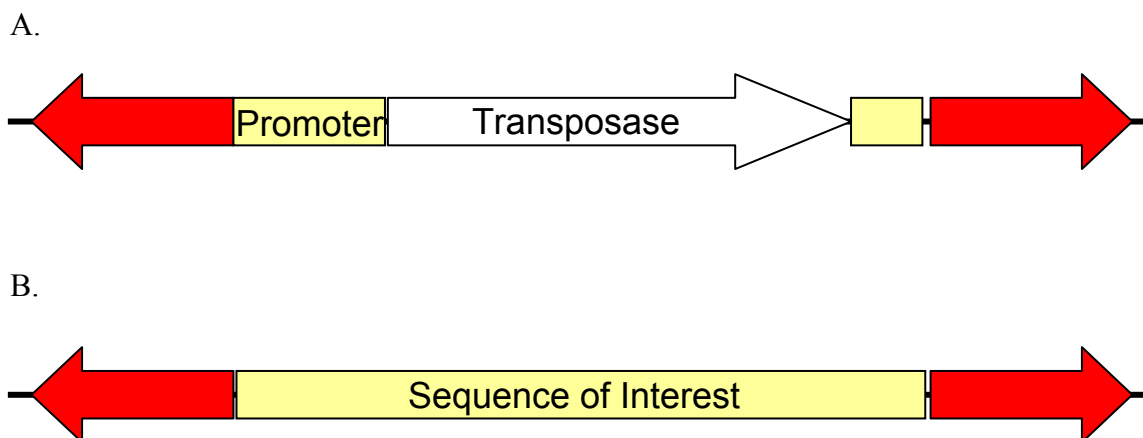 A.
Promoter Transposase
B.
Sequence of Interest